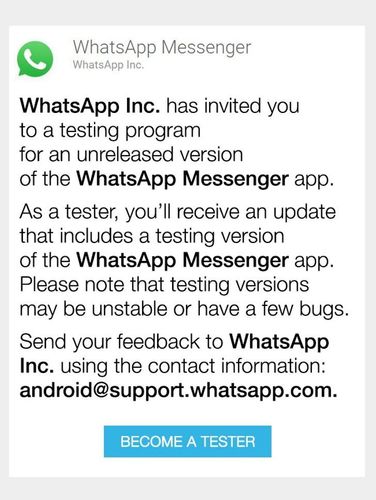 WhatsApp Messenger
WhatsApp Inc.
WhatsApp Inc. has invited you
to a testing program
for an unreleased version
of the WhatsApp Messenger app.
As a tester, you’ll receive an update
that includes a testing version
of the WhatsApp Messenger app.
Please note that testing versions
may be unstable or have a few bugs.
Send your feedback to WhatsApp
Inc. using the contact information:
android@support.whatsapp.com.
BECOME A TESTER